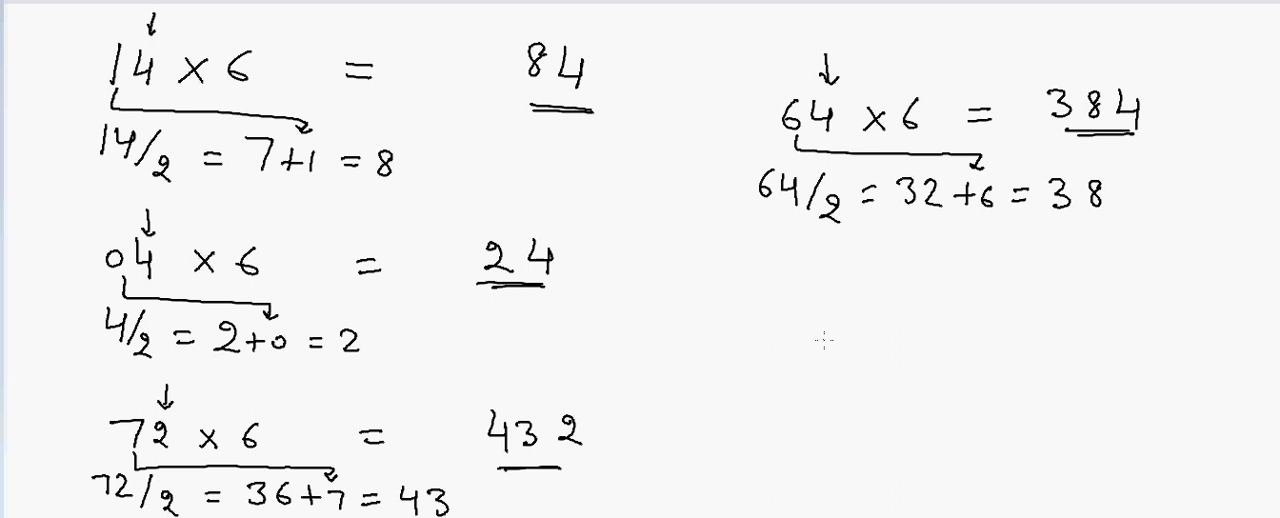 14 × 6 = 84
14/2 = 7+1 = 8
04 × 6 = 24
4/2 = 2+0 = 2
72 × 6 = 432
72/2 = 36+7 = 43
64 × 6 = 384
64/2 = 32+6 = 38